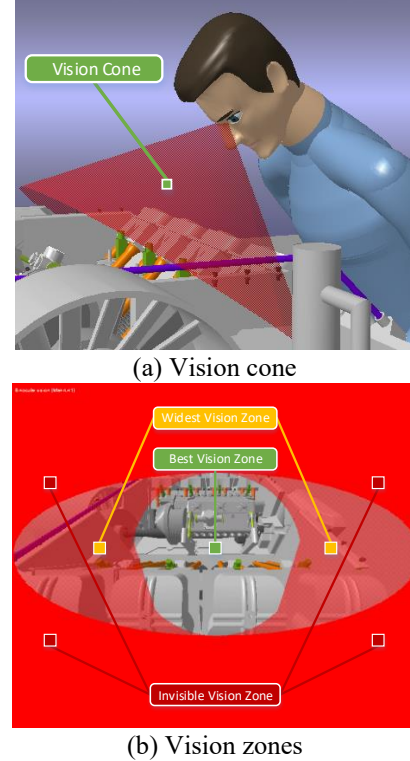 Vision Cone
(a) Vision cone
Widest Vision Zone
Best Vision Zone
Invisible Vision Zone
(b) Vision zones